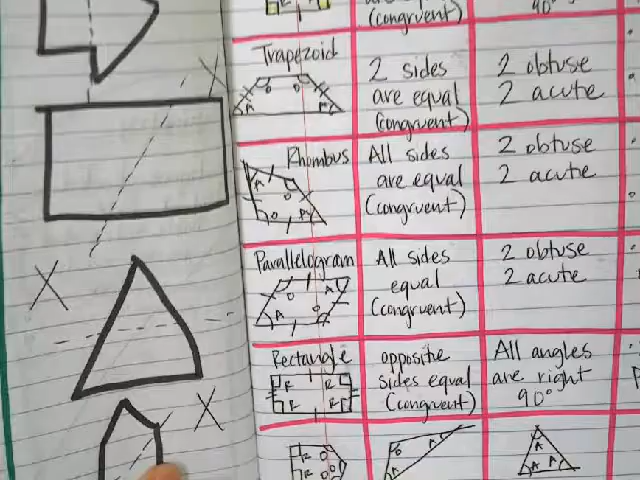 (congruent)
90°
Trapezoid
2 sides
are equal
(congruent)
2 obtuse
2 acute
Rhombus
All sides
are equal
(congruent)
2 obtuse
2 acute
Parallelogram
All sides
equal
(congruent)
2 obtuse
2 acute
Rectangle
R R
R R
opposite
sides equal
(congruent)
All angles
are right
90°